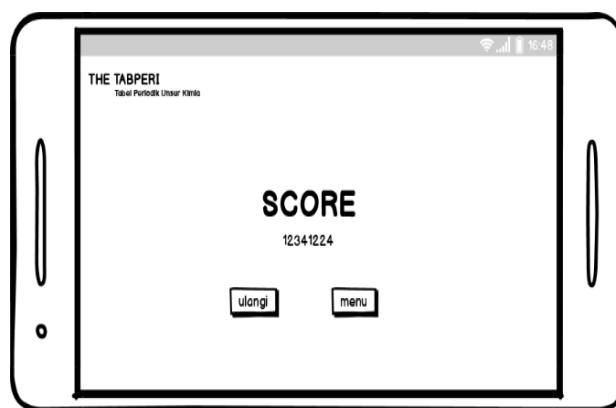 16:48
THE TABPERI
Tabel Periodik Unsur Kimia
SCORE
12341224
ulangi menu